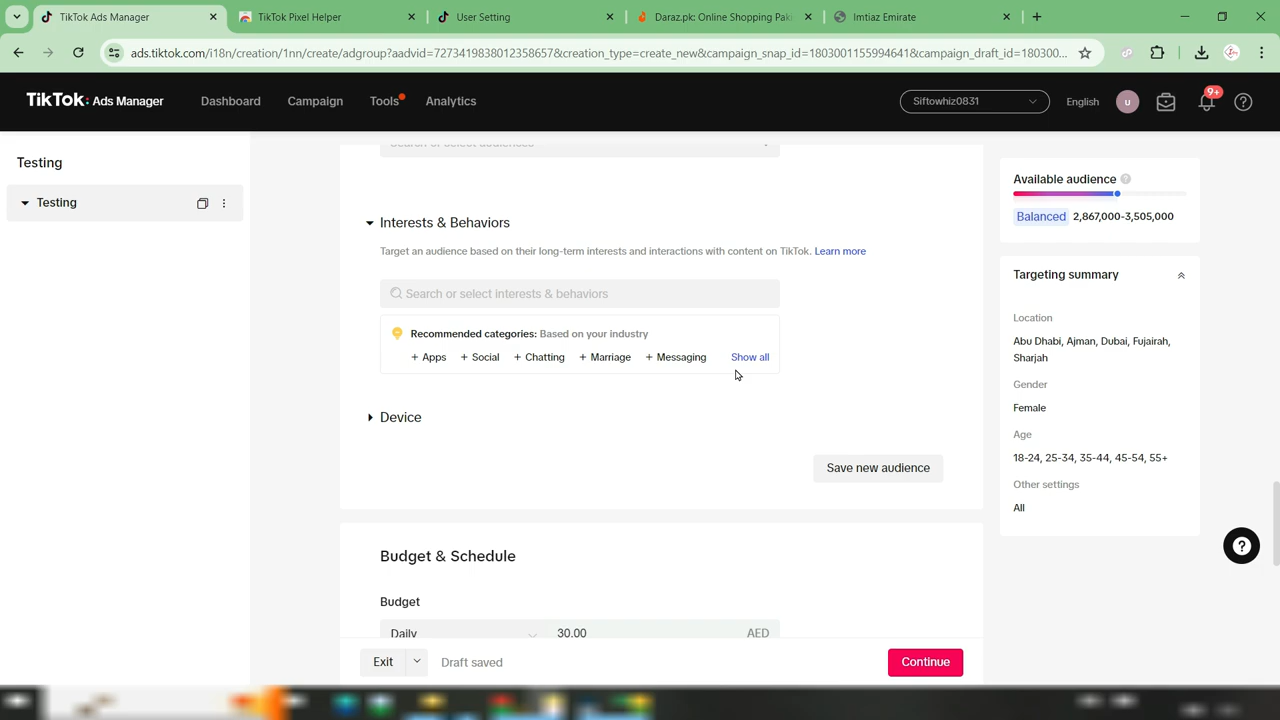 TikTok Ads Manager
TikTok Pixel Helper
User Setting
Daraz.pk: Online Shopping Paki
Imtiaz Emirate
ads.tiktok.com/i18n/creation/1nn/create/adgroup?aadvid=7273419838012358657&creation_type=create_new&campaign_snap_id=1803001155994641&campaign_draft_id=180300...
TikTok: Ads Manager
Dashboard
Campaign
Tools
Analytics
Siftowhiz0831
English
U
9+
Testing
Testing
Search or select audiences
Interests & Behaviors
Target an audience based on their long-term interests and interactions with content on TikTok. Learn more
Search or select interests & behaviors
Recommended categories: Based on your industry
+ Apps + Social + Chatting + Marriage + Messaging Show all
Device
Save new audience
Budget & Schedule
Budget
Daily 30.00 AED
Exit
Draft saved
Continue
Available audience
Balanced 2,867,000-3,505,000
Targeting summary
Location
Abu Dhabi, Ajman, Dubai, Fujairah,
Sharjah
Gender
Female
Age
18-24, 25-34, 35-44, 45-54, 55+
Other settings
All